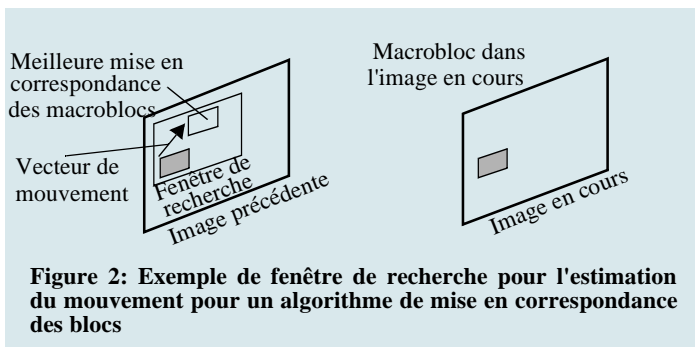 Meilleure mise en
correspondance
des macroblocs
Vecteur de
mouvement
Fenêtre de
recherche
Image précédente
Macrobloc dans
l'image en cours
Image en cours
Figure 2: Exemple de fenêtre de recherche pour l'estimation
du mouvement pour un algorithme de mise en correspondance
des blocs